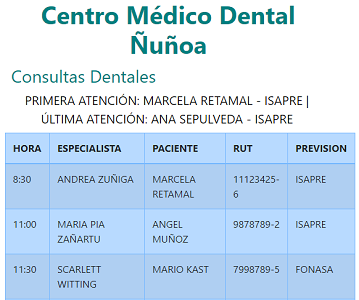 Centro Médico Dental
Ñuñoa
Consultas Dentales
PRIMERA ATENCIÓN: MARCELA RETAMAL - ISAPRE |
ÚLTIMA ATENCIÓN: ANA SEPULVEDA - ISAPRE
HORA ESPECIALISTA PACIENTE RUT PREVISION
8:30 ANDREA ZUÑIGA MARCELA RETAMAL 11123425-6 ISAPRE
11:00 MARIA PIA ZAÑARTU ANGEL MUÑOZ 9878789-2 ISAPRE
11:30 SCARLETT WITTING MARIO KAST 7998789-5 FONASA